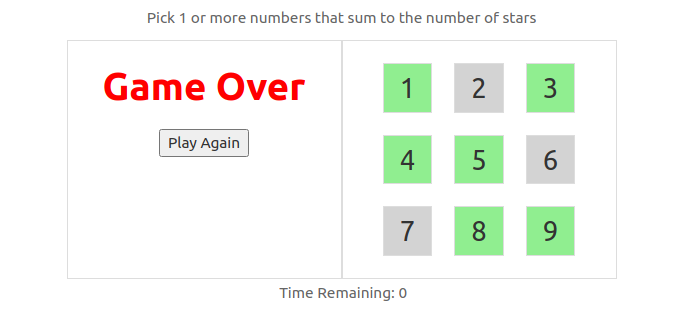 Pick 1 or more numbers that sum to the number of stars
Game Over
Play Again
1 2 3
4 5 6
7 8 9
Time Remaining: 0